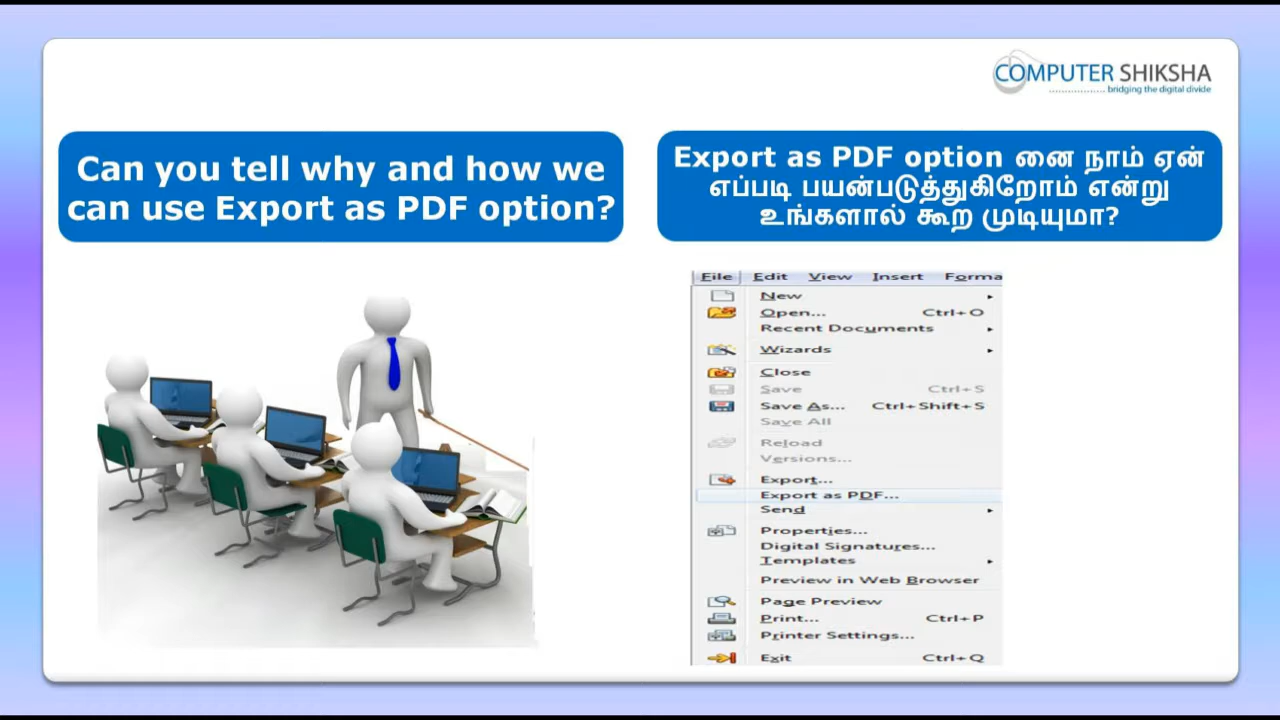 COMPUTER SHIKSHA
bridging the digital divide
Can you tell why and how we
can use Export as PDF option?
Export as PDF option னை நாம் ஏன்
எப்படி பயன்படுத்துகிறோம் என்று
உங்களால் கூற முடியுமா?
File Edit View Insert Forma
New
Open... Ctrl+O
Recent Documents
Wizards
Close
Save Ctrl+S
Save As... Ctrl+Shift+S
Save All
Reload
Versions...
Export...
Export as PDF...
Send
Properties...
Digital Signatures...
Templates
Preview in Web Browser
Page Preview
Print... Ctrl+P
Printer Settings...
Exit Ctrl+Q